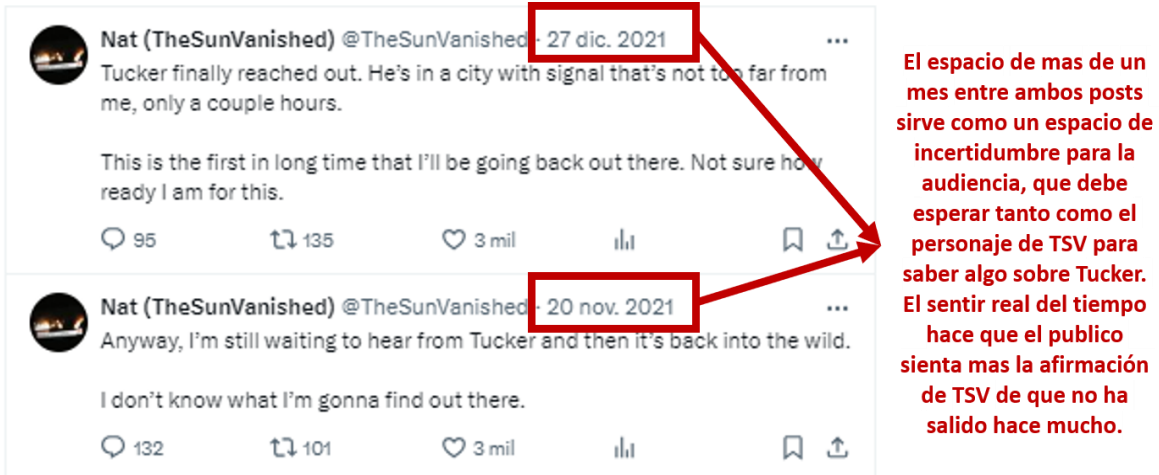 Nat (TheSunVanished) @TheSunVanished · 27 dic. 2021
Tucker finally reached out. He's in a city with signal that's not too far from
me, only a couple hours.
This is the first in long time that I'll be going back out there. Not sure how
ready I am for this.
95 135 3 mil
Nat (TheSunVanished) @TheSunVanished · 20 nov. 2021
Anyway, I'm still waiting to hear from Tucker and then it's back into the wild.
I don't know what I'm gonna find out there.
132 101 3 mil
El espacio de mas de un
mes entre ambos posts
sirve como un espacio de
incertidumbre para la
audiencia, que debe
esperar tanto como el
personaje de TSV para
saber algo sobre Tucker.
El sentir real del tiempo
hace que el publico
sienta mas la afirmación
de TSV de que no ha
salido hace mucho.